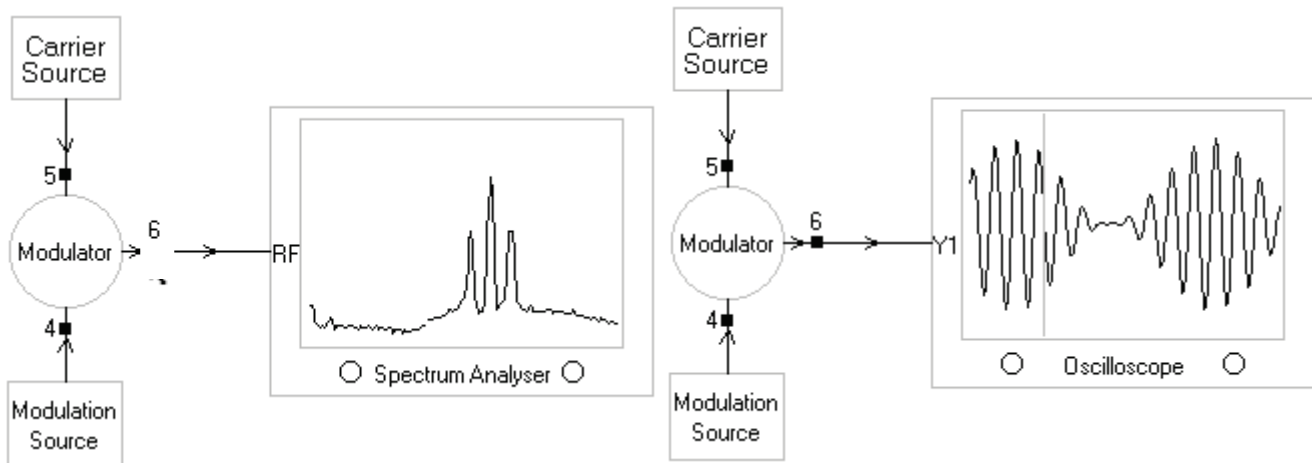 Carrier
Source
5
Modulator
6
RF
4
Modulation
Source
Spectrum Analyser
Carrier
Source
5
Modulator
6
Y1
4
Modulation
Source
Oscilloscope